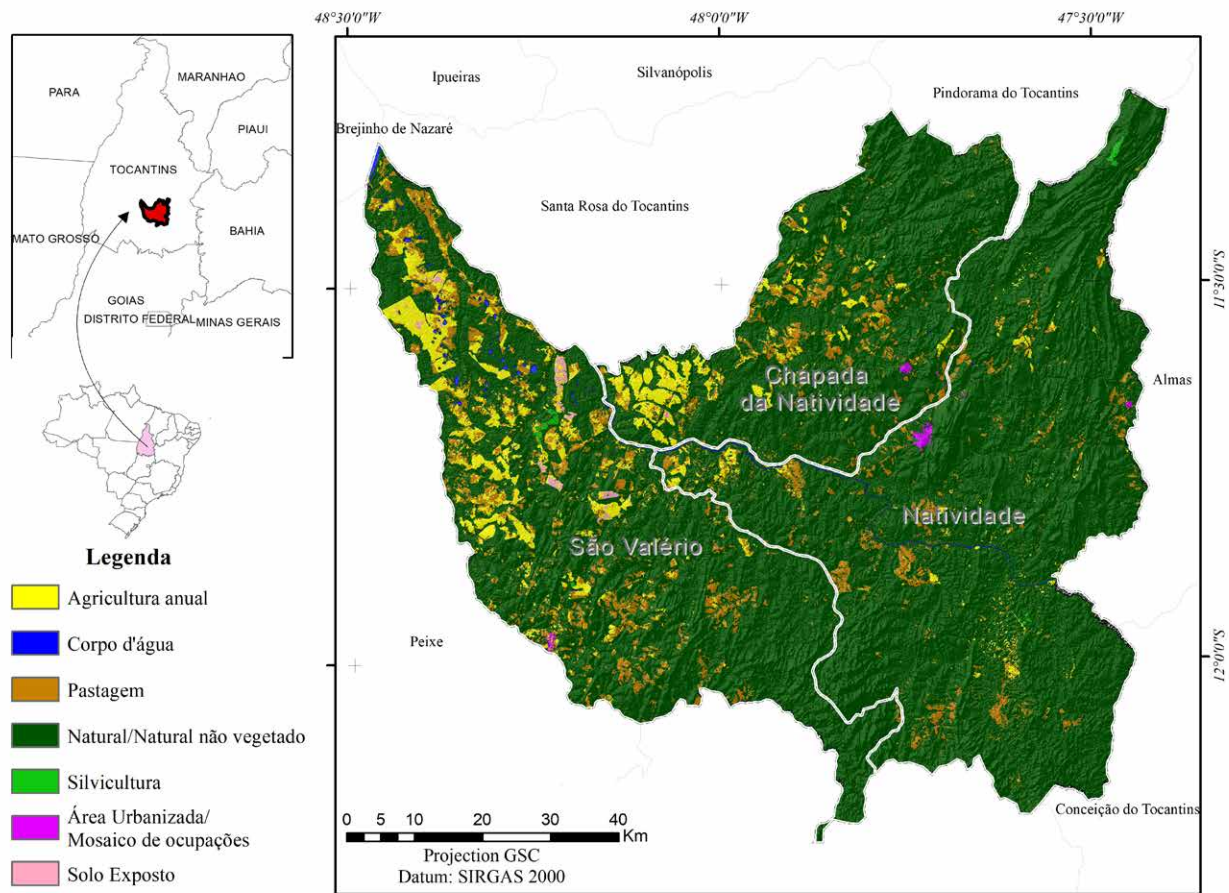 48°30'0"W
48°0'0"W
47°30'0"W
PARA
MARANHAO
PIAUI
TOCANTINS
MATO GROSSO
BAHIA
GOIAS
DISTRITO FEDERAL
MINAS GERAIS
Ipueiras
Silvanópolis
Pindorama do Tocantins
Brejinho de Nazaré
Santa Rosa do Tocantins
11°30'0"S
Chapada
da Natividade
Almas
Natividade
São Valério
Peixe
12°0'0"S
Conceição do Tocantins
Legenda
Agricultura anual
Corpo d'água
Pastagem
Natural/Natural não vegetado
Silvicultura
Área Urbanizada/
Mosaico de ocupações
Solo Exposto
0 5 10 20 30 40
Km
Projection GSC
Datum: SIRGAS 2000